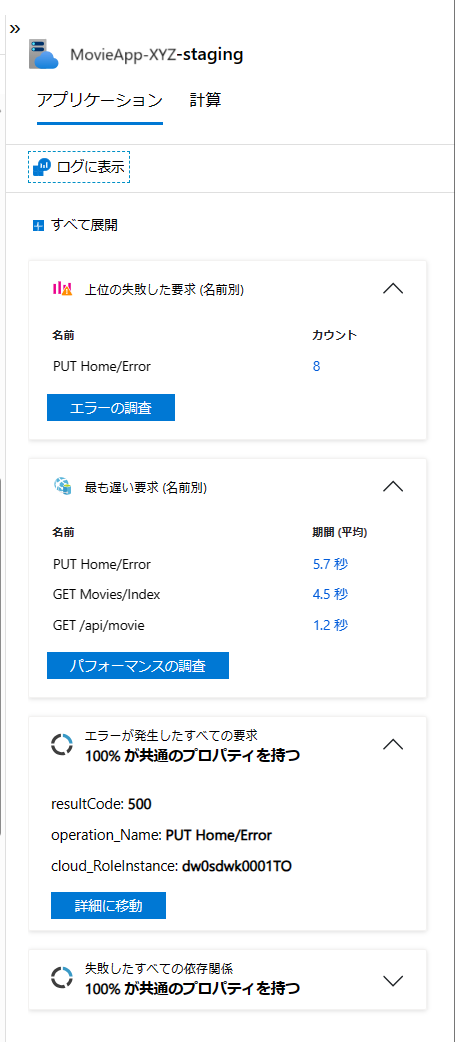 »
MovieApp-XYZ-staging
アプリケーション 計算
ログに表示
すべて展開
上位の失敗した要求 (名前別)
名前 カウント
PUT Home/Error 8
エラーの調査
最も遅い要求 (名前別)
名前 期間 (平均)
PUT Home/Error 5.7 秒
GET Movies/Index 4.5 秒
GET /api/movie 1.2 秒
パフォーマンスの調査
エラーが発生したすべての要求
100% が共通のプロパティを持つ
resultCode: 500
operation_Name: PUT Home/Error
cloud_RoleInstance: dw0sdwk0001TO
詳細に移動
失敗したすべての依存関係
100% が共通のプロパティを持つ